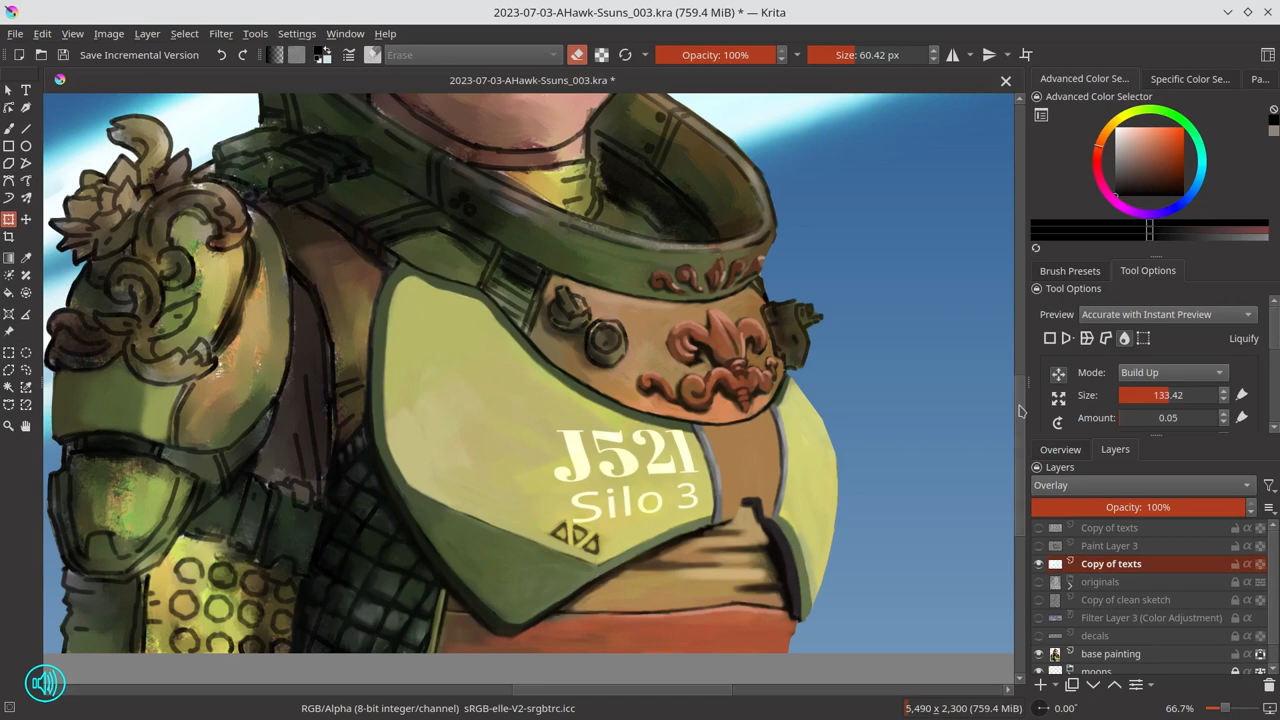 2023-07-03-AHawk-Ssuns_003.kra (759.4 MiB) * — Krita
File Edit View Image Layer Select Filter Tools Settings Window Help
Save Incremental Version Erase Opacity: 100% Size: 60.42 px
2023-07-03-AHawk-Ssuns_003.kra *
Advanced Color Se... Specific Color Se... Pa...
Advanced Color Selector
Brush Presets Tool Options
Tool Options
Preview Accurate with Instant Preview
Liquify
Mode: Build Up
Size: 133.42
Amount: 0.05
Overview Layers
Layers
Overlay
Opacity: 100%
Copy of texts
Paint Layer 3
Copy of texts
originals
Copy of clean sketch
Filter Layer 3 (Color Adjustment)
decals
base painting
moons
J521
Silo 3
RGB/Alpha (8-bit integer/channel) sRGB-elle-V2-srgbtrc.icc
5,490 x 2,300 (759.4 MiB)
0.00°
66.7%